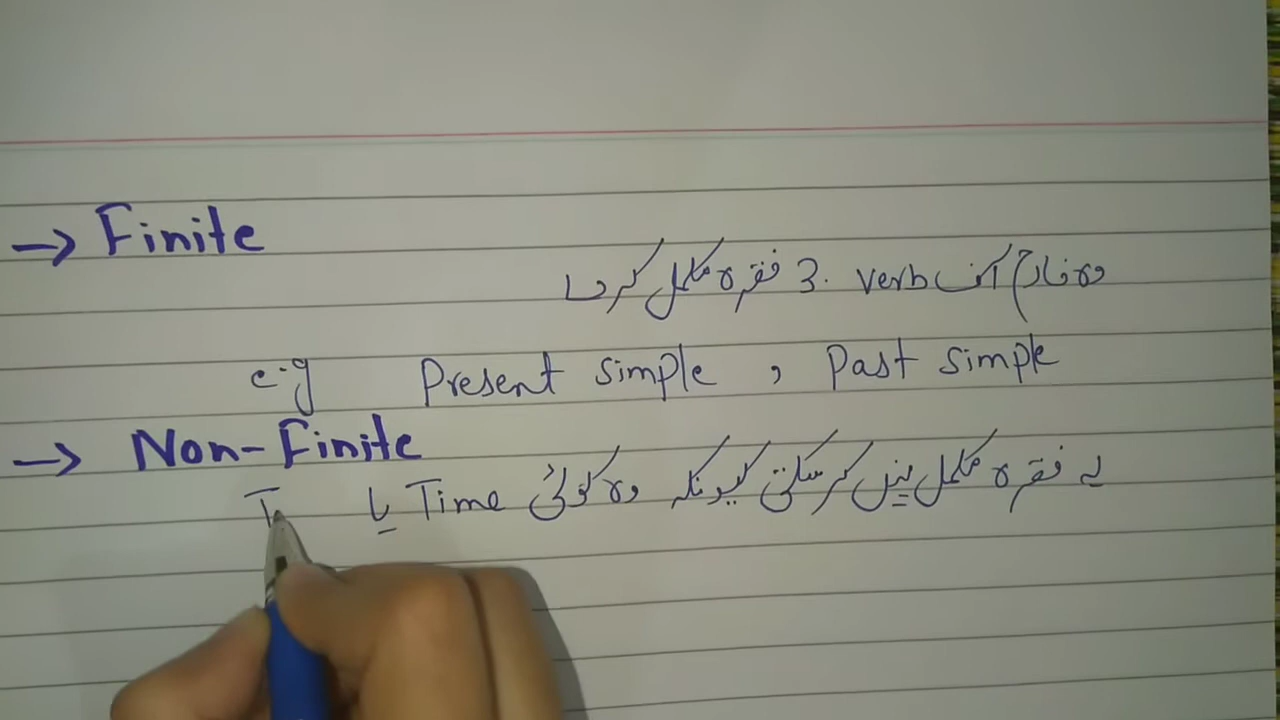 → Finite
وہ فارم آف verb. جو فقرہ مکمل کرے
e.g Present simple , Past simple
→ Non-Finite
یہ فقرہ مکمل نہیں کر سکتی کیونکہ وہ کوئی Time یا T